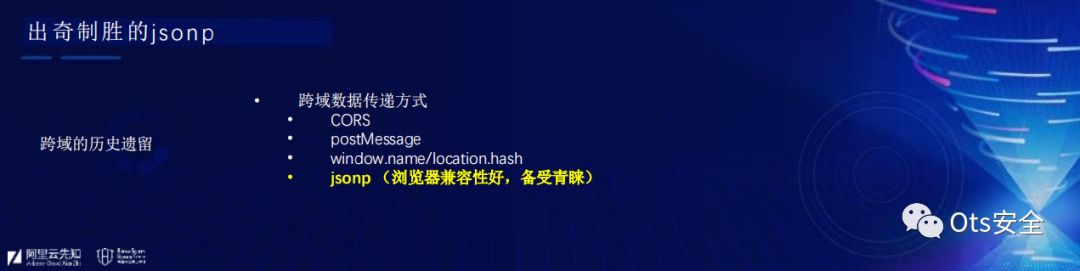 出奇制胜的jsonp
• 跨域数据传递方式
• CORS
跨域的历史遗留
• postMessage
• window.name/location.hash
• jsonp （浏览器兼容性好，备受青睐）
Ots安全
阿里云先知